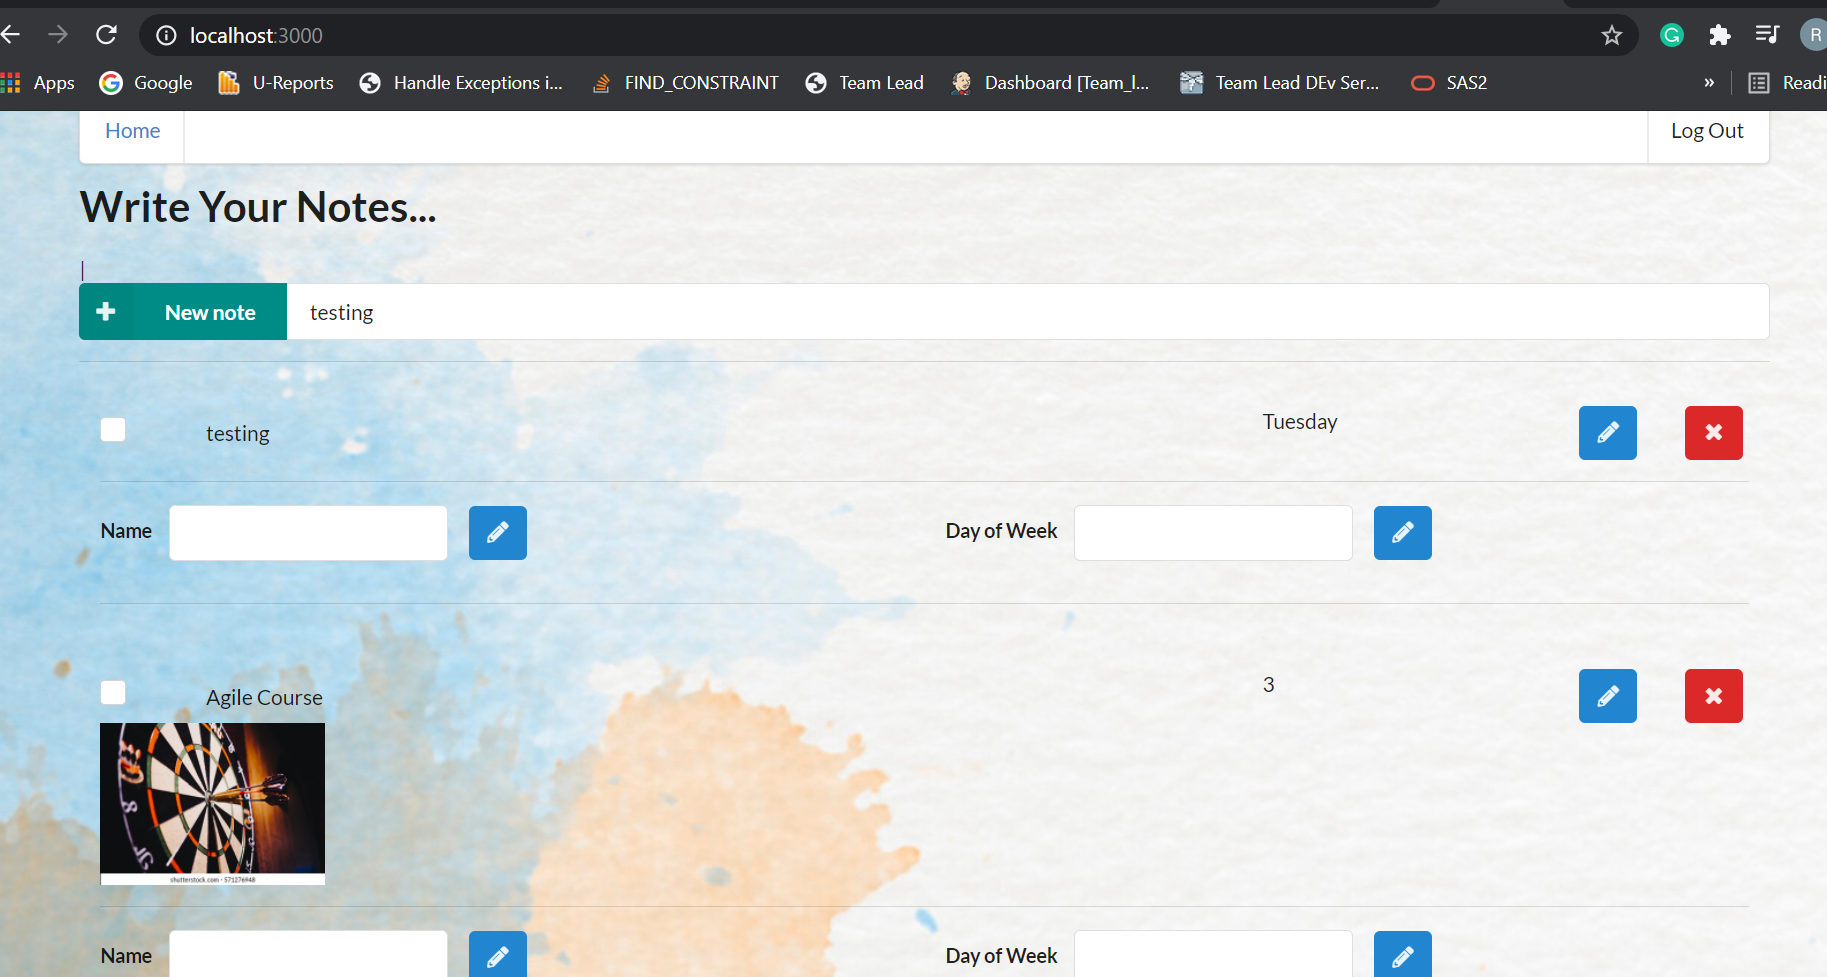 localhost:3000
R
Apps Google U-Reports Handle Exceptions i... FIND_CONSTRAINT Team Lead Dashboard [Team_l... Team Lead DEv Ser... SAS2 » Readi
Home Log Out
Write Your Notes...
New note testing
testing Tuesday
Name Day of Week
Agile Course 3
shutterstock.com · 571276948
Name Day of Week